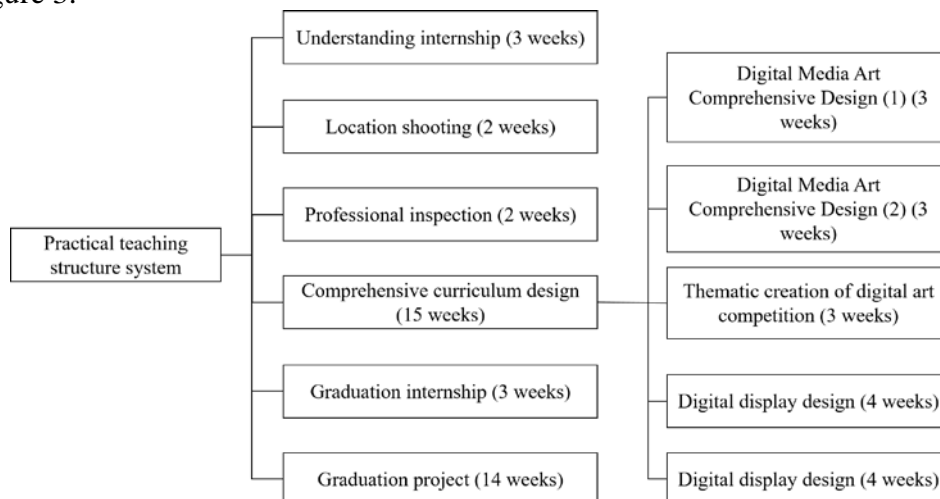 Understanding internship (3 weeks)
Location shooting (2 weeks)
Professional inspection (2 weeks)
Practical teaching
structure system
Comprehensive curriculum design
(15 weeks)
Graduation internship (3 weeks)
Graduation project (14 weeks)
Digital Media Art
Comprehensive Design (1) (3
weeks)
Digital Media Art
Comprehensive Design (2) (3
weeks)
Thematic creation of digital art
competition (3 weeks)
Digital display design (4 weeks)
Digital display design (4 weeks)